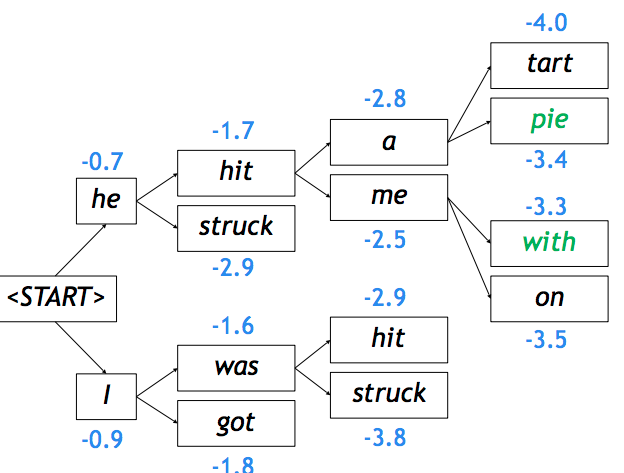 -4.0
tart
-2.8
pie
-1.7
a
-3.4
-0.7
hit
me
-3.3
he
struck
-2.5
with
-2.9
<START>
-2.9
on
-1.6
hit
-3.5
was
I
struck
got
-0.9
-3.8
-1.8